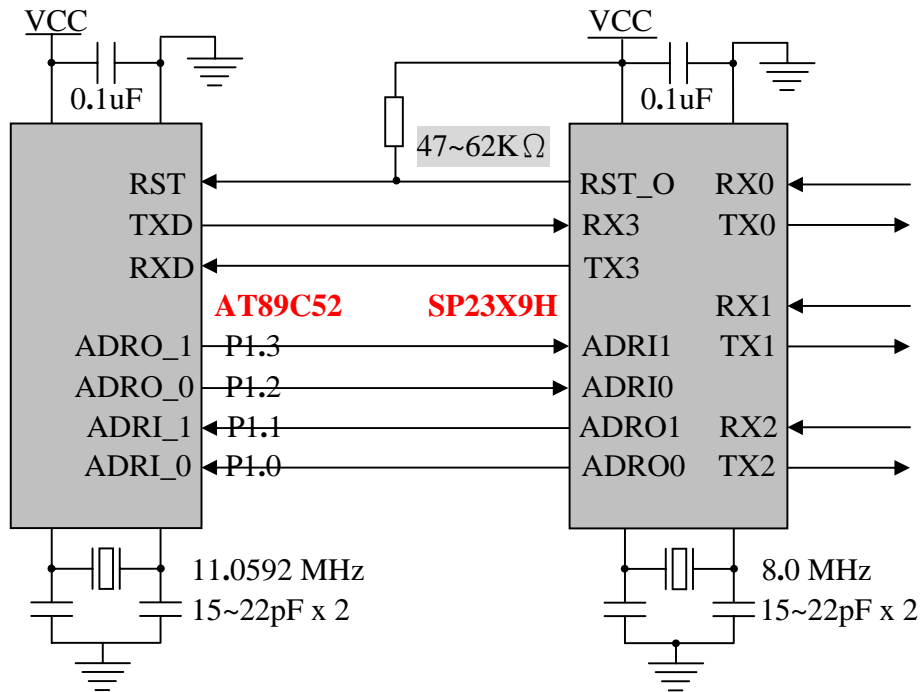 VCC
VCC
0.1uF
0.1uF
47~62KΩ
RST
RST_O
RX0
TXD
RX3
TX0
RXD
TX3
AT89C52
SP23X9H
RX1
ADRO_1
P1.3
ADRI1
TX1
ADRO_0
P1.2
ADRI0
ADRI_1
P1.1
ADRO1
RX2
ADRI_0
P1.0
ADRO0
TX2
11.0592 MHz
8.0 MHz
15~22pF x 2
15~22pF x 2